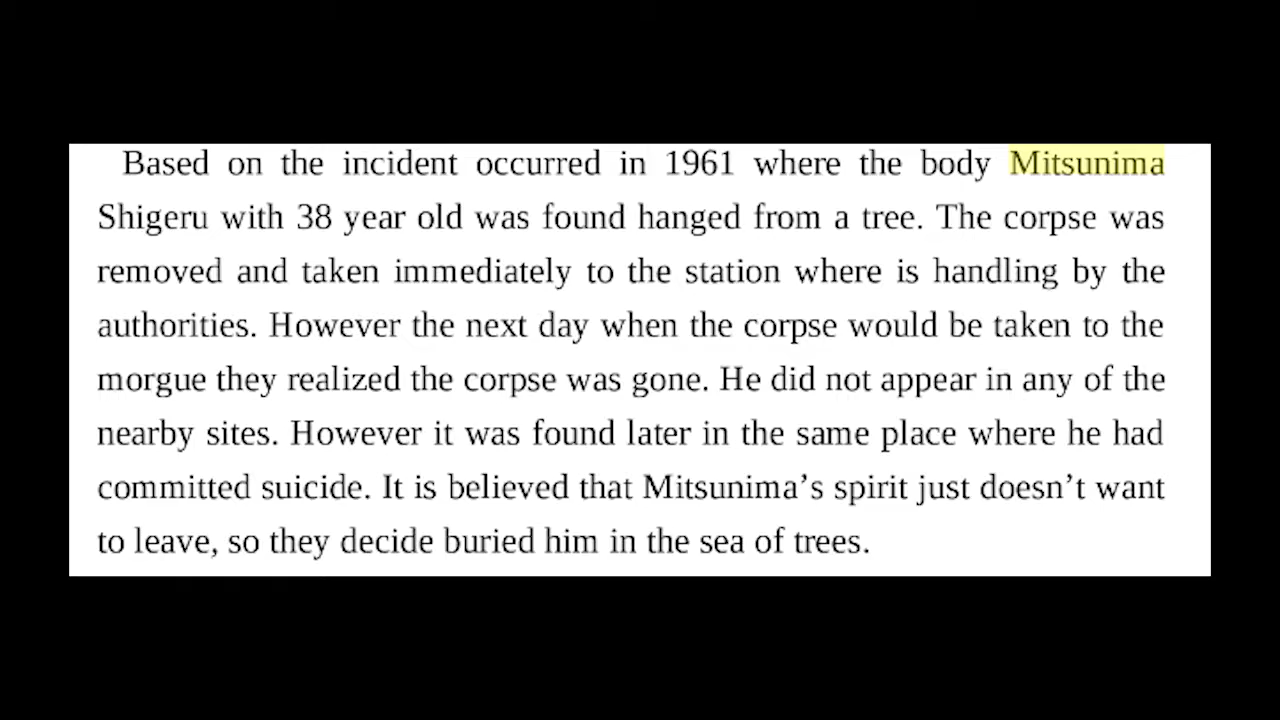 Based on the incident occurred in 1961 where the body Mitsunima
Shigeru with 38 year old was found hanged from a tree. The corpse was
removed and taken immediately to the station where is handling by the
authorities. However the next day when the corpse would be taken to the
morgue they realized the corpse was gone. He did not appear in any of the
nearby sites. However it was found later in the same place where he had
committed suicide. It is believed that Mitsunima’s spirit just doesn’t want
to leave, so they decide buried him in the sea of trees.